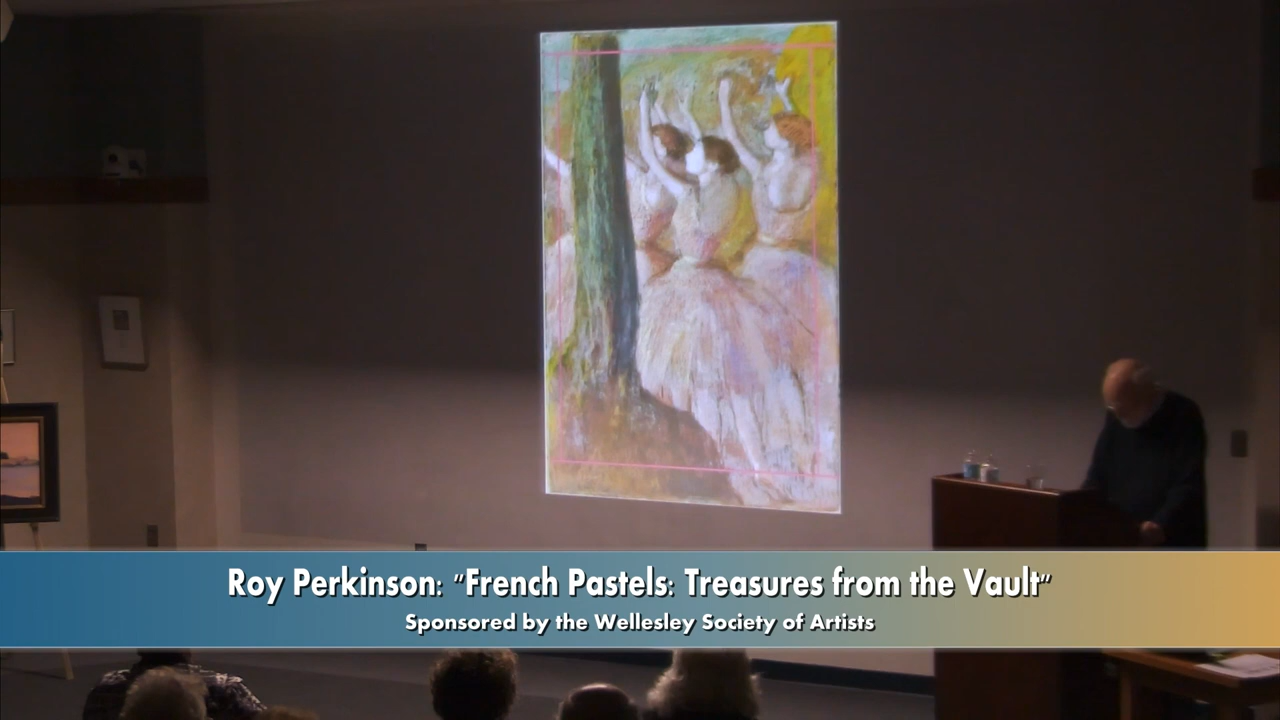 Roy Perkinson: "French Pastels: Treasures from the Vault"
Sponsored by the Wellesley Society of Artists